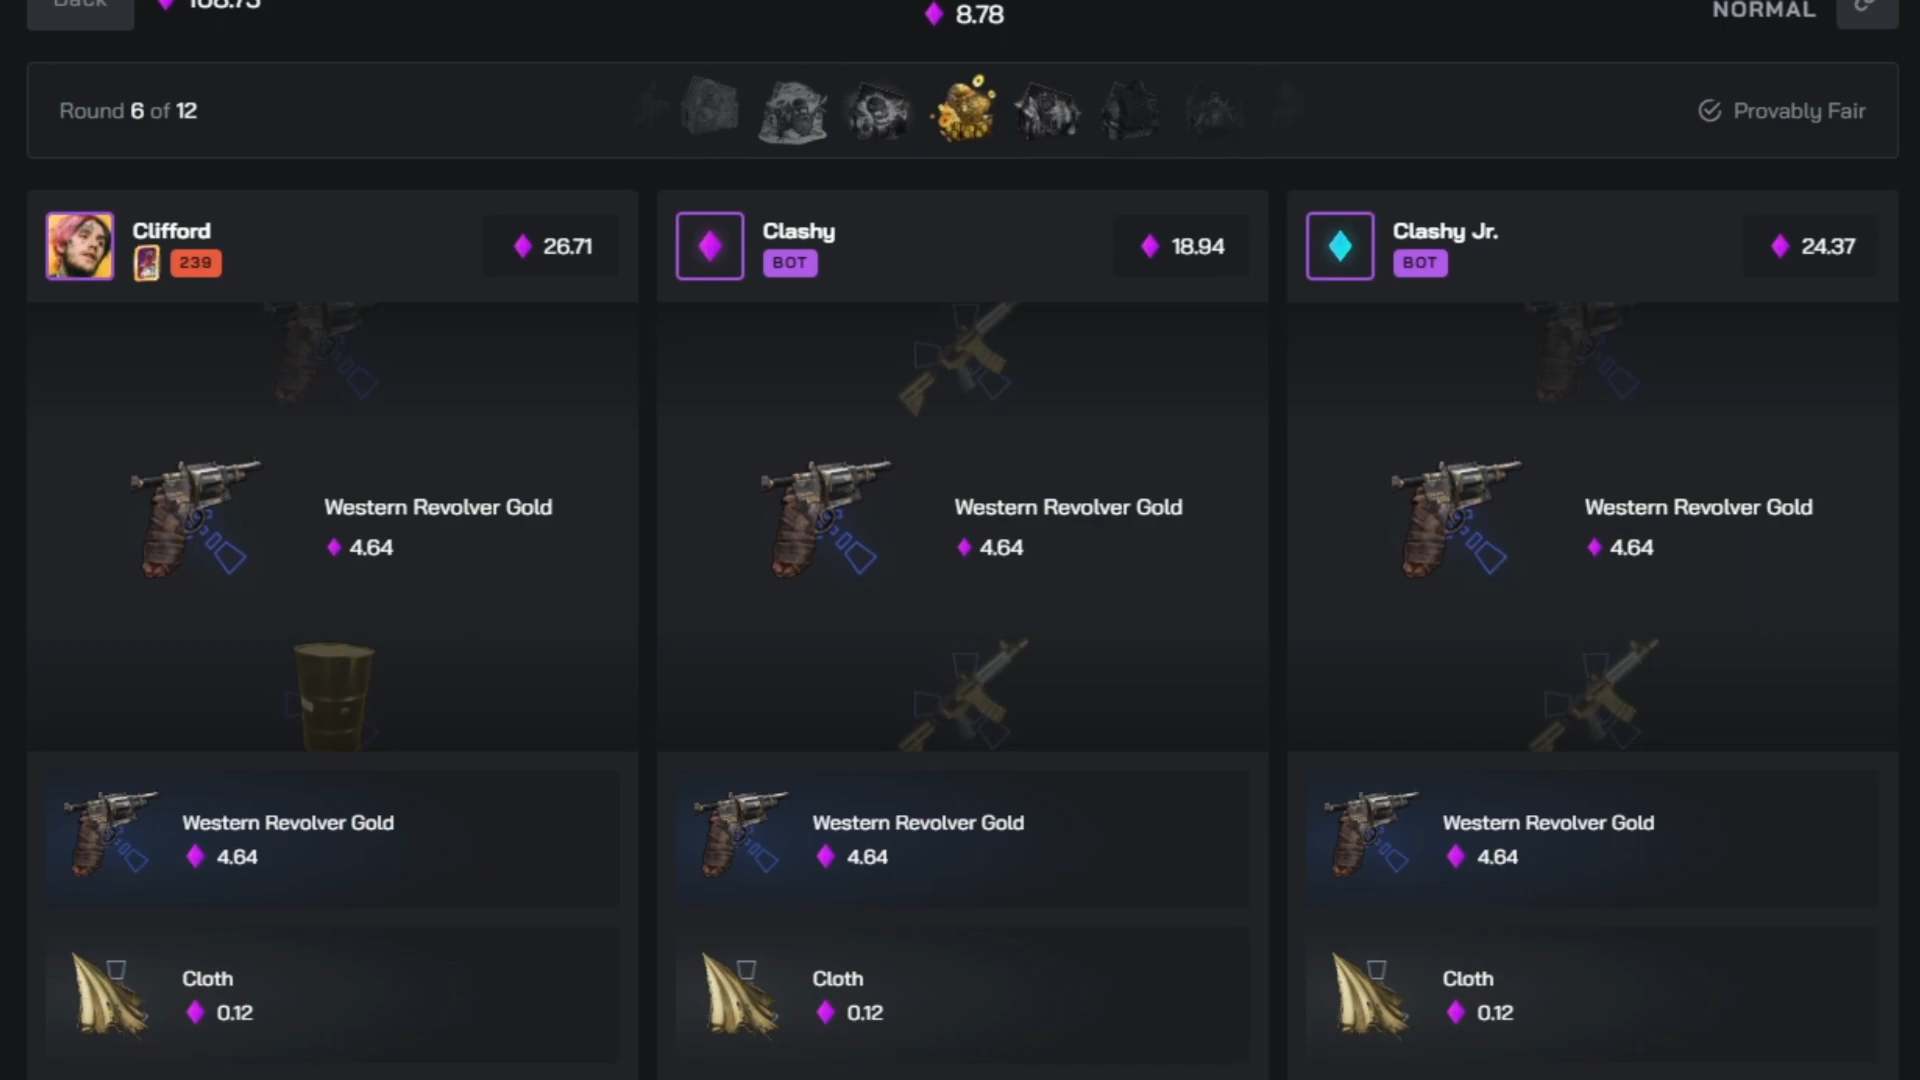 Back 108.73
8.78
NORMAL
Round 6 of 12
Provably Fair
Clifford
239
26.71
Clashy
BOT
18.94
Clashy Jr.
BOT
24.37
Western Revolver Gold
4.64
Western Revolver Gold
4.64
Western Revolver Gold
4.64
Western Revolver Gold
4.64
Cloth
0.12
Western Revolver Gold
4.64
Cloth
0.12
Western Revolver Gold
4.64
Cloth
0.12